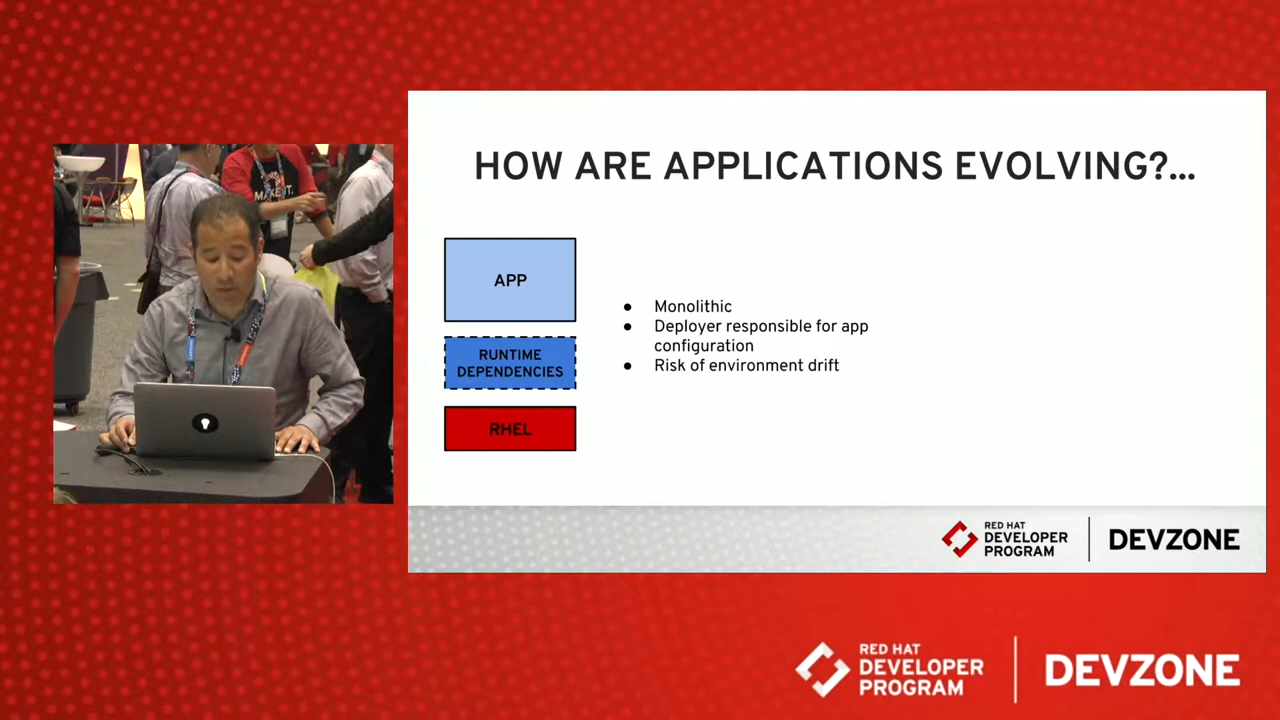 HOW ARE APPLICATIONS EVOLVING?...
APP
RUNTIME
DEPENDENCIES
RHEL
● Monolithic
● Deployer responsible for app
configuration
● Risk of environment drift
RED HAT
DEVELOPER
PROGRAM
DEVZONE
RED HAT
DEVELOPER
PROGRAM
DEVZONE